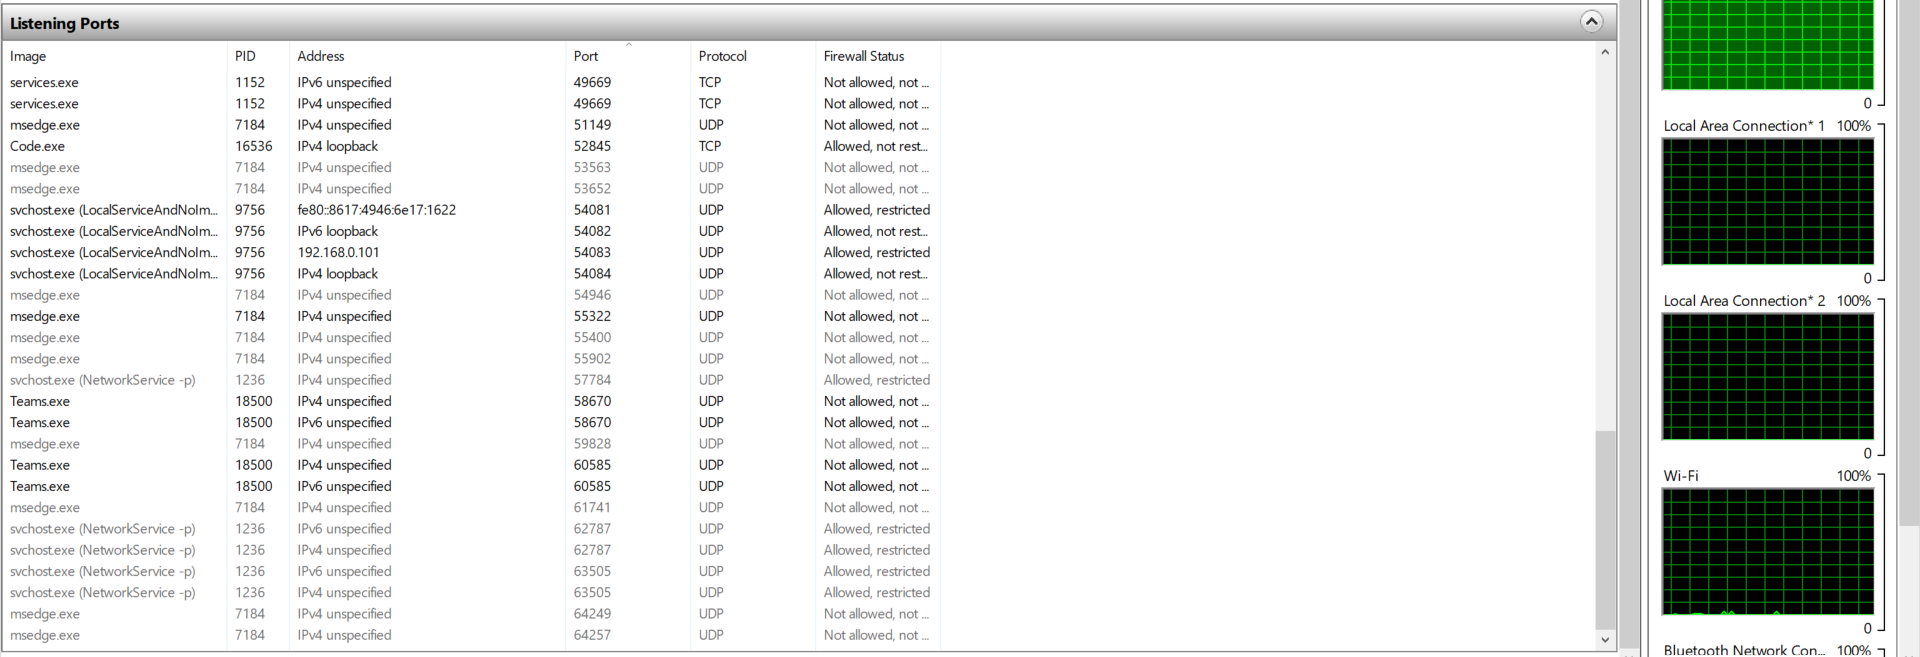 Listening Ports
Image PID Address Port Protocol Firewall Status
services.exe 1152 IPv6 unspecified 49669 TCP Not allowed, not ...
services.exe 1152 IPv4 unspecified 49669 TCP Not allowed, not ...
msedge.exe 7184 IPv4 unspecified 51149 UDP Not allowed, not ...
Code.exe 16536 IPv4 loopback 52845 TCP Allowed, not rest...
msedge.exe 7184 IPv4 unspecified 53563 UDP Not allowed, not ...
msedge.exe 7184 IPv4 unspecified 53652 UDP Not allowed, not ...
svchost.exe (LocalServiceAndNoIm... 9756 fe80::8617:4946:6e17:1622 54081 UDP Allowed, restricted
svchost.exe (LocalServiceAndNoIm... 9756 IPv6 loopback 54082 UDP Allowed, not rest...
svchost.exe (LocalServiceAndNoIm... 9756 192.168.0.101 54083 UDP Allowed, restricted
svchost.exe (LocalServiceAndNoIm... 9756 IPv4 loopback 54084 UDP Allowed, not rest...
msedge.exe 7184 IPv4 unspecified 54946 UDP Not allowed, not ...
msedge.exe 7184 IPv4 unspecified 55322 UDP Not allowed, not ...
msedge.exe 7184 IPv4 unspecified 55400 UDP Not allowed, not ...
msedge.exe 7184 IPv4 unspecified 55902 UDP Not allowed, not ...
svchost.exe (NetworkService -p) 1236 IPv4 unspecified 57784 UDP Allowed, restricted
Teams.exe 18500 IPv4 unspecified 58670 UDP Not allowed, not ...
Teams.exe 18500 IPv6 unspecified 58670 UDP Not allowed, not ...
msedge.exe 7184 IPv4 unspecified 59828 UDP Not allowed, not ...
Teams.exe 18500 IPv4 unspecified 60585 UDP Not allowed, not ...
Teams.exe 18500 IPv6 unspecified 60585 UDP Not allowed, not ...
msedge.exe 7184 IPv4 unspecified 61741 UDP Not allowed, not ...
svchost.exe (NetworkService -p) 1236 IPv6 unspecified 62787 UDP Allowed, restricted
svchost.exe (NetworkService -p) 1236 IPv4 unspecified 62787 UDP Allowed, restricted
svchost.exe (NetworkService -p) 1236 IPv6 unspecified 63505 UDP Allowed, restricted
svchost.exe (NetworkService -p) 1236 IPv4 unspecified 63505 UDP Allowed, restricted
msedge.exe 7184 IPv4 unspecified 64249 UDP Not allowed, not ...
msedge.exe 7184 IPv4 unspecified 64257 UDP Not allowed, not ...
0
Local Area Connection* 1 100%
0
Local Area Connection* 2 100%
0
Wi-Fi 100%
0
Bluetooth Network Con... 100%